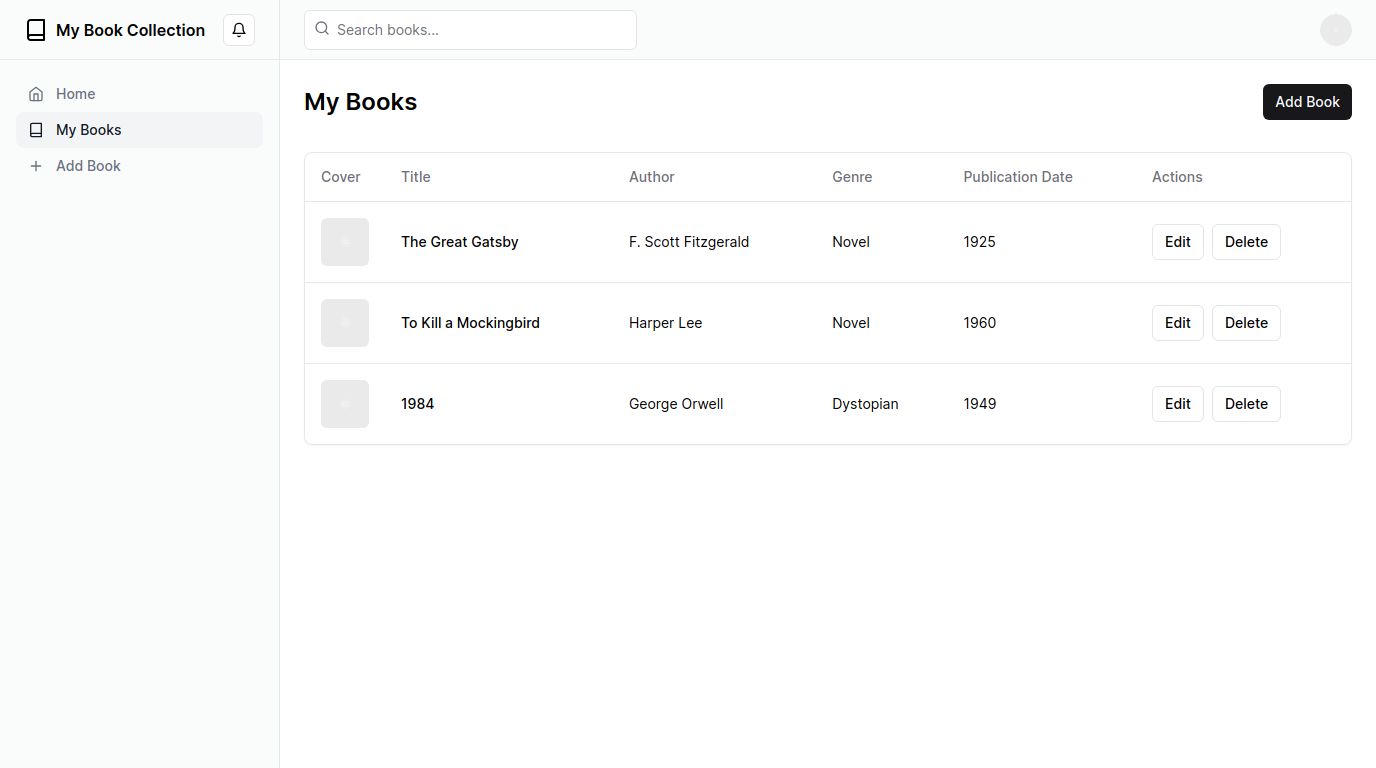 My Book Collection
Search books...
Home
My Books
Add Book
My Books
Add Book
Cover Title Author Genre Publication Date Actions
The Great Gatsby F. Scott Fitzgerald Novel 1925 Edit Delete
To Kill a Mockingbird Harper Lee Novel 1960 Edit Delete
1984 George Orwell Dystopian 1949 Edit Delete